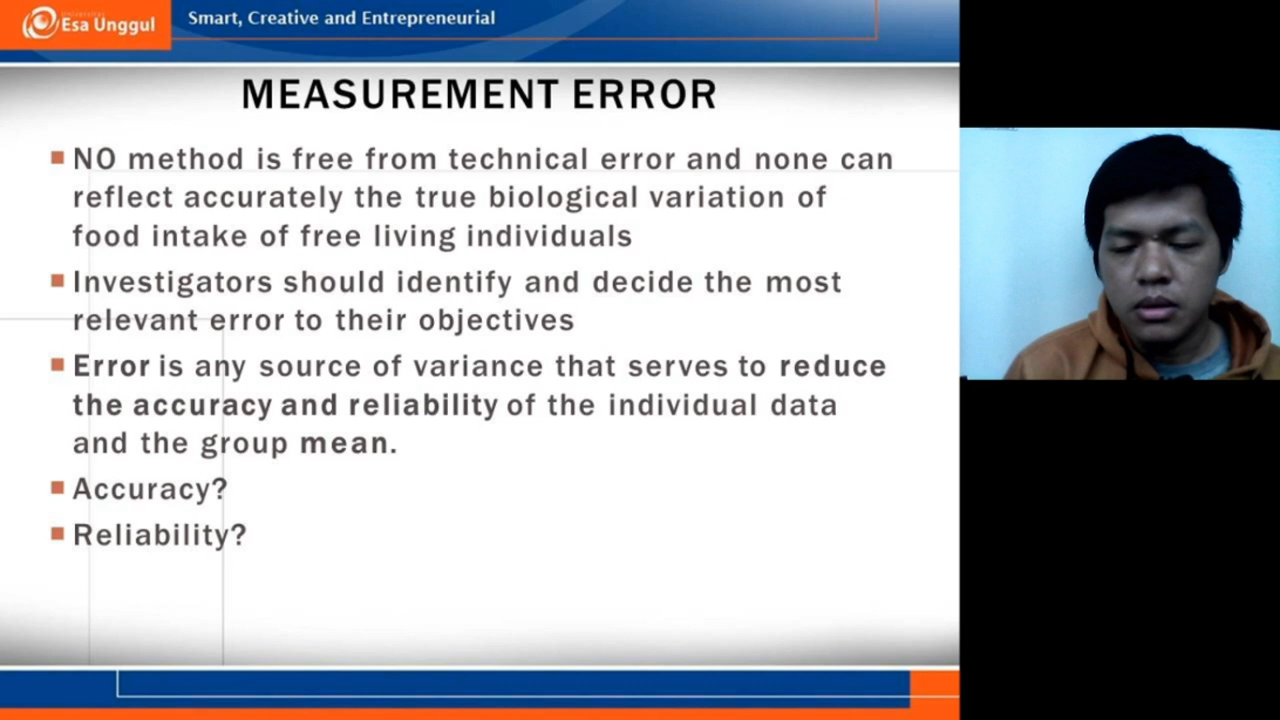 Universitas
Esa Unggul
Smart, Creative and Entrepreneurial
MEASUREMENT ERROR
NO method is free from technical error and none can
reflect accurately the true biological variation of
food intake of free living individuals
Investigators should identify and decide the most
relevant error to their objectives
Error is any source of variance that serves to reduce
the accuracy and reliability of the individual data
and the group mean.
Accuracy?
Reliability?